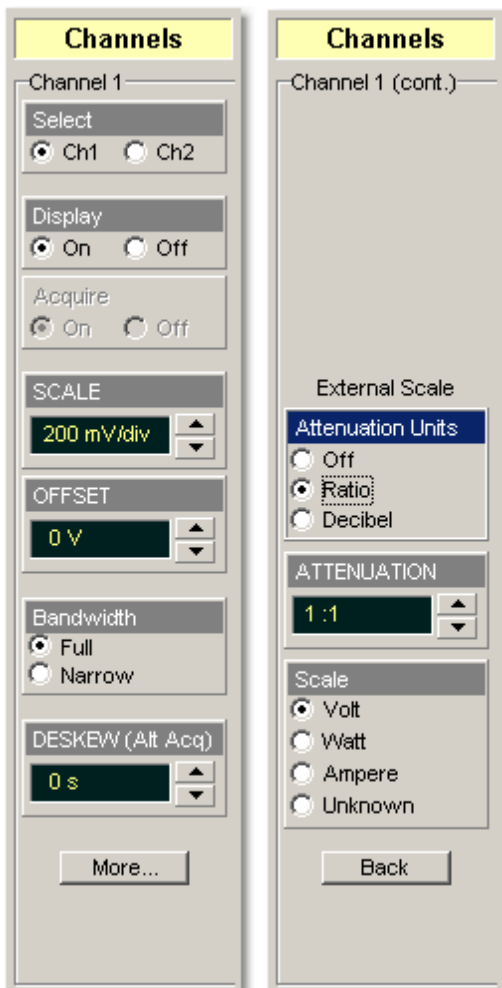 Channels
Channel 1
Select
Ch1 Ch2
Display
On Off
Acquire
On Off
SCALE
200 mV/div
OFFSET
0 V
Bandwidth
Full
Narrow
DESKEW (Alt Acq)
0 s
More...
Channels
Channel 1 (cont.)
External Scale
Attenuation Units
Off
Ratio
Decibel
ATTENUATION
1 :1
Scale
Volt
Watt
Ampere
Unknown
Back